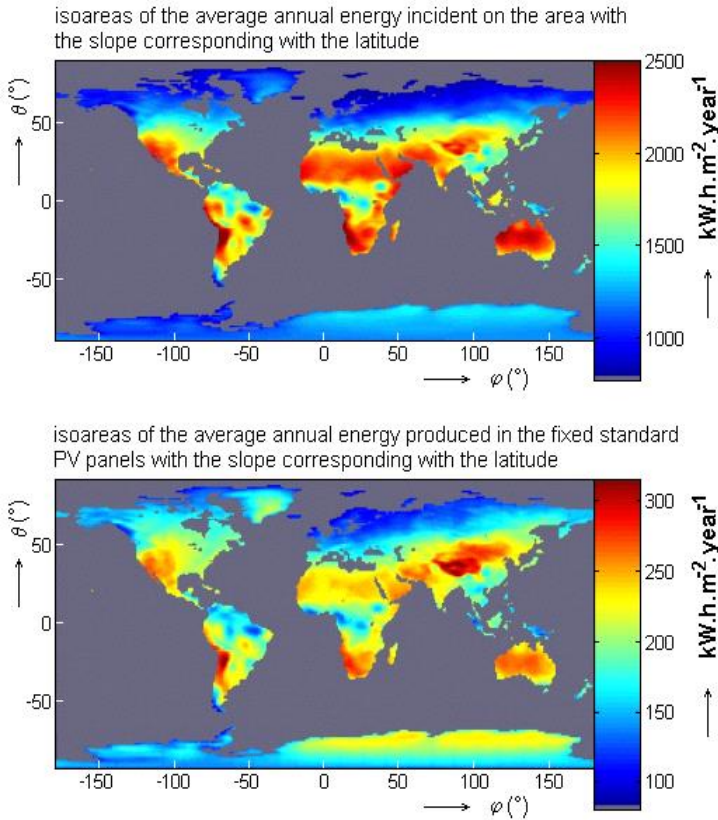 isoareas of the average annual energy incident on the area with
the slope corresponding with the latitude
θ (°)
50
0
-50
-150 -100 -50 0 50 100 150
φ (°)
2500
2000
1500
1000
kW.h.m⁻².year⁻¹
isoareas of the average annual energy produced in the fixed standard
PV panels with the slope corresponding with the latitude
θ (°)
50
0
-50
-150 -100 -50 0 50 100 150
φ (°)
300
250
200
150
100
kW.h.m⁻².year⁻¹